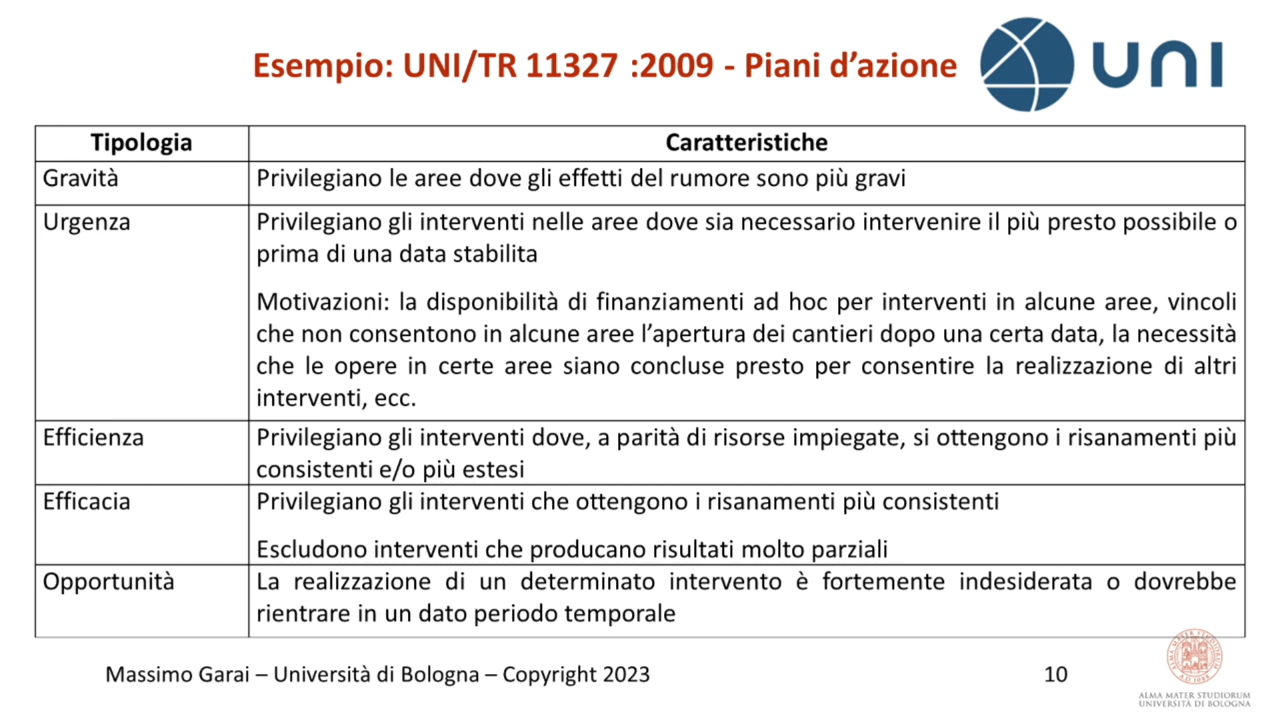 Esempio: UNI/TR 11327 :2009 - Piani d’azione
UNI
Tipologia
Caratteristiche
Gravità
Privilegiano le aree dove gli effetti del rumore sono più gravi
Urgenza
Privilegiano gli interventi nelle aree dove sia necessario intervenire il più presto possibile o
prima di una data stabilita
Motivazioni: la disponibilità di finanziamenti ad hoc per interventi in alcune aree, vincoli
che non consentono in alcune aree l’apertura dei cantieri dopo una certa data, la necessità
che le opere in certe aree siano concluse presto per consentire la realizzazione di altri
interventi, ecc.
Efficienza
Privilegiano gli interventi dove, a parità di risorse impiegate, si ottengono i risanamenti più
consistenti e/o più estesi
Efficacia
Privilegiano gli interventi che ottengono i risanamenti più consistenti
Escludono interventi che producano risultati molto parziali
Opportunità
La realizzazione di un determinato intervento è fortemente indesiderata o dovrebbe
rientrare in un dato periodo temporale
Massimo Garai – Università di Bologna – Copyright 2023
10
ALMA MATER STUDIORUM
UNIVERSITÀ DI BOLOGNA